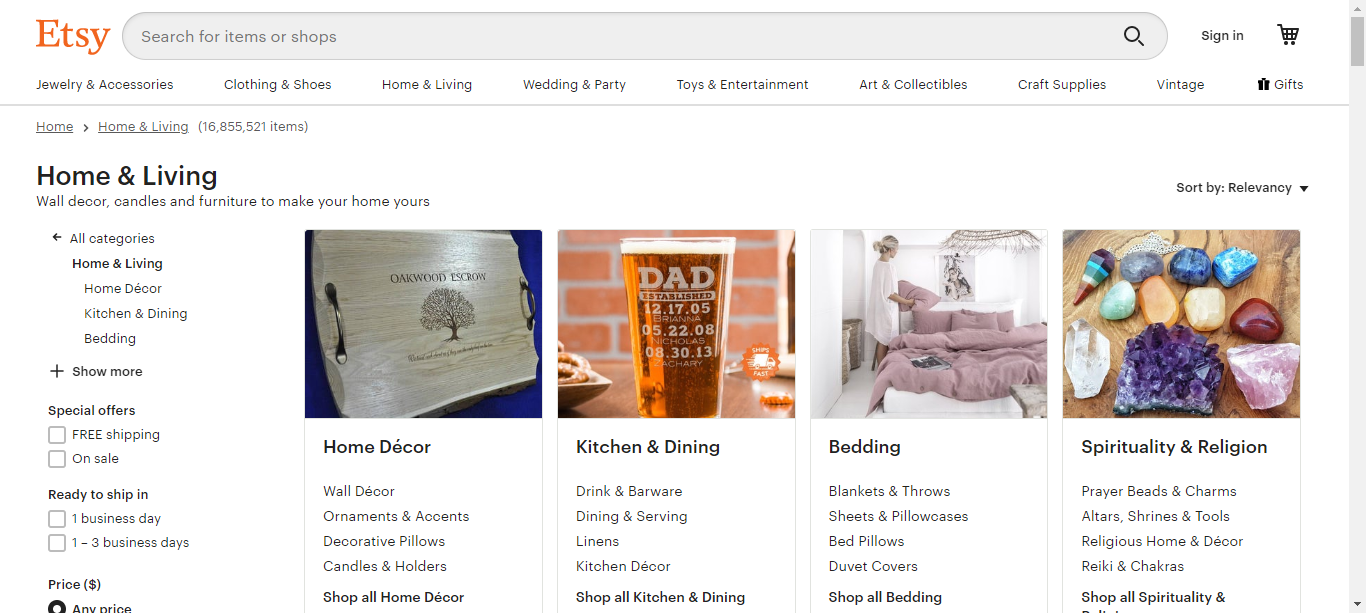 Etsy
Search for items or shops
Sign in
Jewelry & Accessories
Clothing & Shoes
Home & Living
Wedding & Party
Toys & Entertainment
Art & Collectibles
Craft Supplies
Vintage
Gifts
Home
Home & Living
(16,855,521 items)
Home & Living
Wall decor, candles and furniture to make your home yours
Sort by: Relevancy
All categories
Home & Living
Home Décor
Kitchen & Dining
Bedding
Show more
Special offers
FREE shipping
On sale
Ready to ship in
1 business day
1 – 3 business days
Price ($)
Any price
OAKWOOD ESCROW
Home Décor
Wall Décor
Ornaments & Accents
Decorative Pillows
Candles & Holders
Shop all Home Décor
DAD
ESTABLISHED
12.17.05
BRIANNA
05.22.08
NICHOLAS
08.30.13
ZACHARY
SHIPS
FAST
Kitchen & Dining
Drink & Barware
Dining & Serving
Linens
Kitchen Décor
Shop all Kitchen & Dining
Bedding
Blankets & Throws
Sheets & Pillowcases
Bed Pillows
Duvet Covers
Shop all Bedding
Spirituality & Religion
Prayer Beads & Charms
Altars, Shrines & Tools
Religious Home & Décor
Reiki & Chakras
Shop all Spirituality &